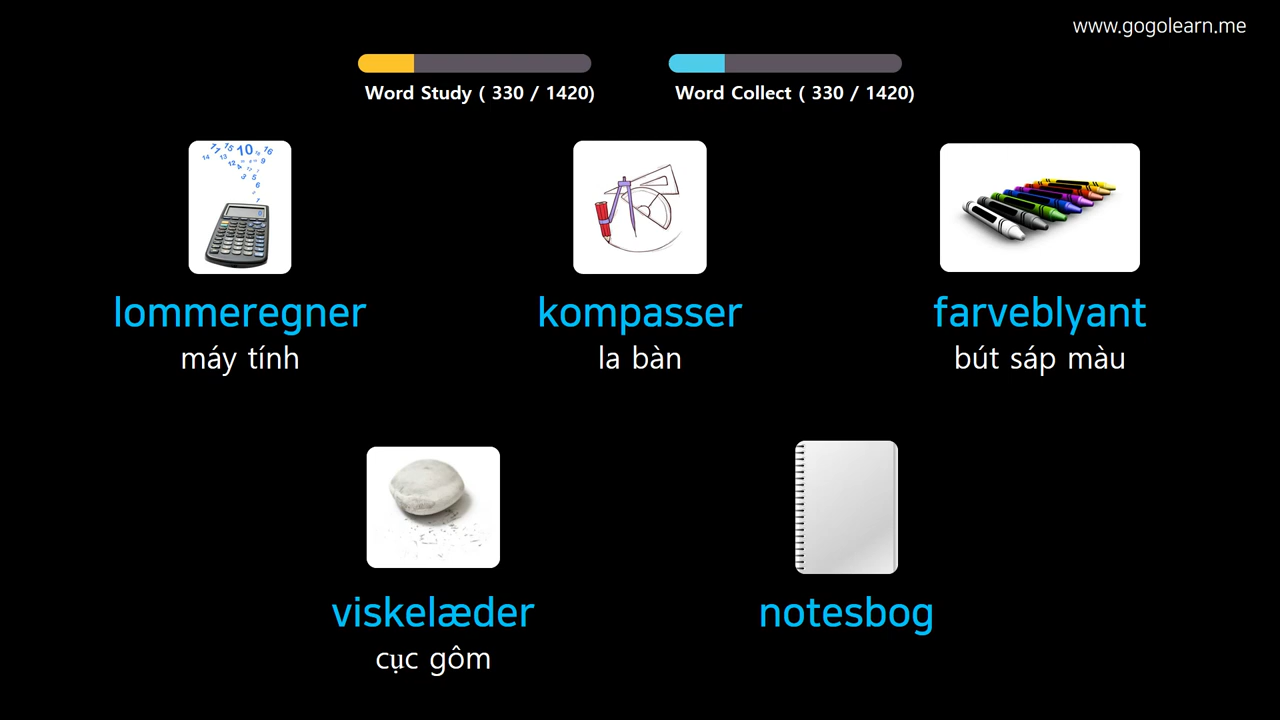 www.gogolearn.me
Word Study ( 330 / 1420)
Word Collect ( 330 / 1420)
lommeregner
máy tính
kompasser
la bàn
farveblyant
bút sáp màu
viskelæder
cục gôm
notesbog